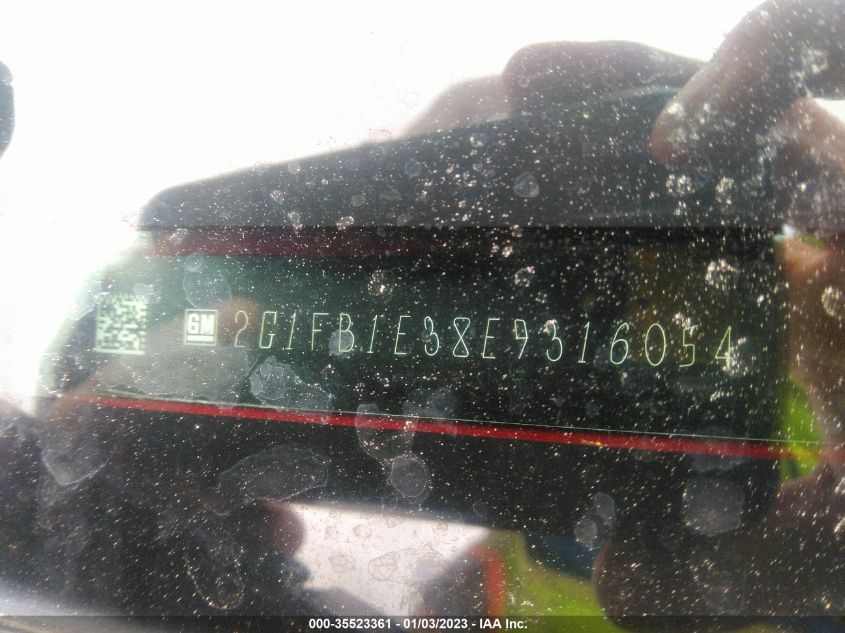 GM 2G1FB1E38E9316054
000-35523361 - 01/03/2023 - IAA Inc.